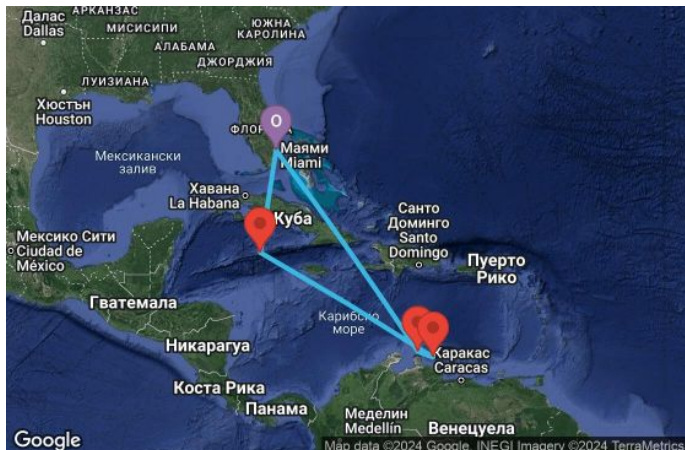 АРКАНЗАС
Далас
Dallas
МИСИСИПИ
ЮЖНА
КАРОЛИНА
АЛАБАМА
ДЖОРДЖИЯ
ЛУИЗИАНА
Хюстън
Houston
O
Маями
Miami
Мексикански
залив
Хавана
La Habana
Куба
Санто
Доминго
Santo
Domingo
Мексико Сити
Ciudad de
México
Пуерто
Рико
Гватемала
Карибско
море
Никарагуа
Каракас
Caracas
Коста Рика
Панама
Меделин
Medellín
Венецуела
Google
Map data ©2024 Google, INEGI Imagery ©2024 TerraMetrics